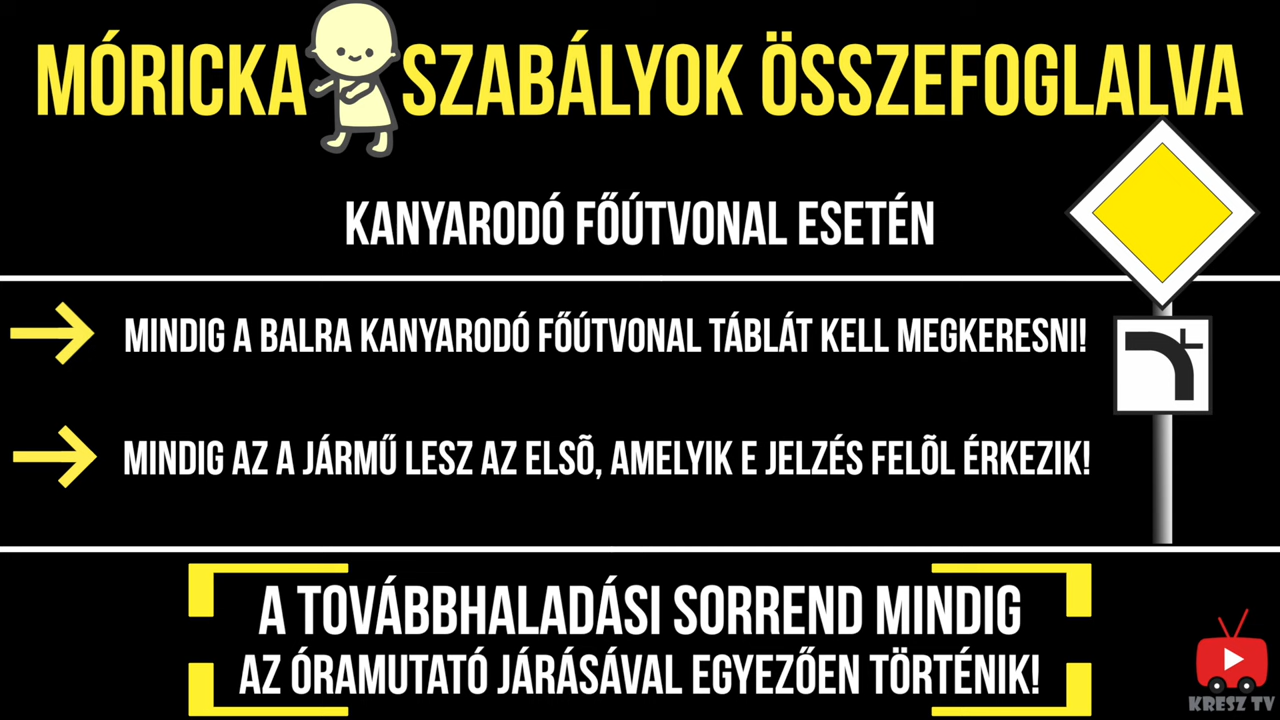 MÓRICKA SZABÁLYOK ÖSSZEFOGLALVA
KANYARODÓ FŐÚTVONAL ESETÉN
MINDIG A BALRA KANYARODÓ FŐÚTVONAL TÁBLÁT KELL MEGKERESNI!
MINDIG AZ A JÁRMŰ LESZ AZ ELSÕ, AMELYIK E JELZÉS FELÕL ÉRKEZIK!
A TOVÁBBHALADÁSI SORREND MINDIG
AZ ÓRAMUTATÓ JÁRÁSÁVAL EGYEZŐEN TÖRTÉNIK!
KRESZ TV